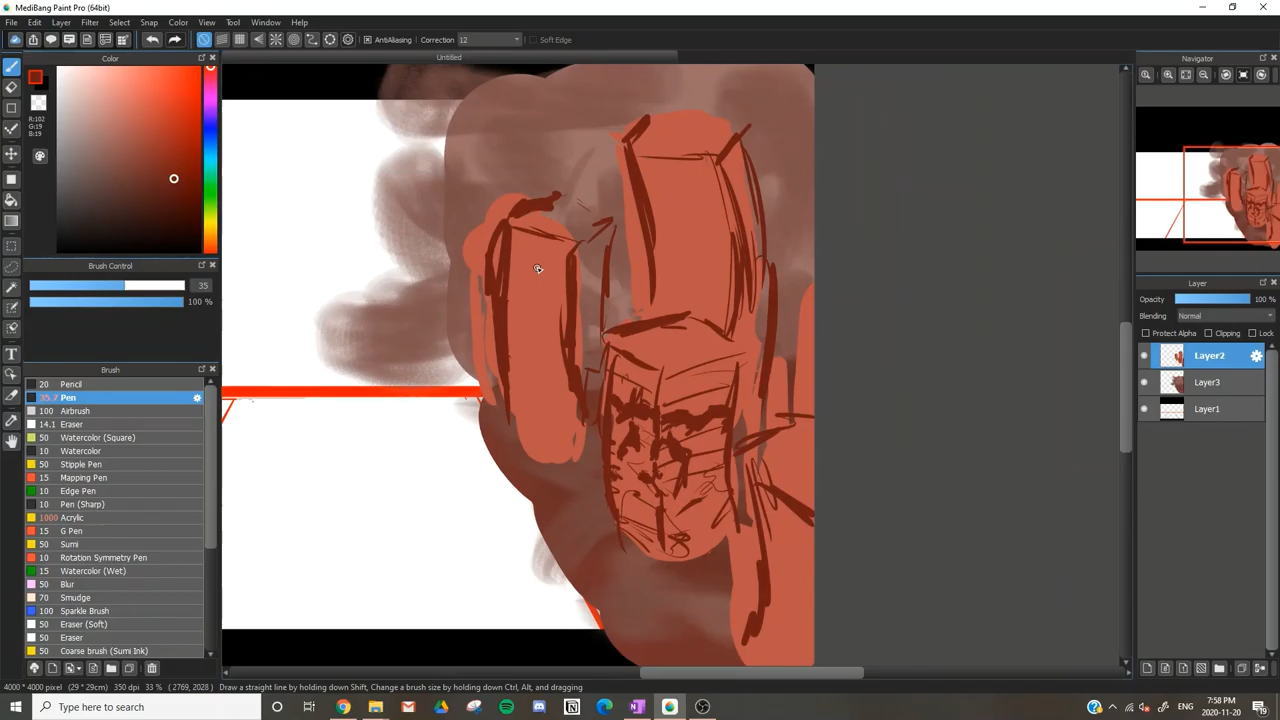 MediBang Paint Pro (64bit)
File Edit Layer Filter Select Snap Color View Tool Window Help
AntiAliasing Correction 12 Soft Edge
Color
Untitled
Navigator
R:102
G:19
B:19
Brush Control
35
100 %
Layer
Opacity 100 %
Blending Normal
Protect Alpha Clipping Lock
Layer2
Layer3
Layer1
Brush
20 Pencil
35.7 Pen
100 Airbrush
14.1 Eraser
50 Watercolor (Square)
10 Watercolor
50 Stipple Pen
15 Mapping Pen
10 Edge Pen
10 Pen (Sharp)
1000 Acrylic
15 G Pen
50 Sumi
10 Rotation Symmetry Pen
15 Watercolor (Wet)
50 Blur
70 Smudge
100 Sparkle Brush
50 Eraser (Soft)
50 Eraser
50 Coarse brush (Sumi Ink)
4000 * 4000 pixel (29 * 29cm) 350 dpi 33 % (2769, 2028) Draw a straight line by holding down Shift, Change a brush size by holding down Ctrl, Alt, and dragging
Type here to search
ENG
7:58 PM
2020-11-20
19